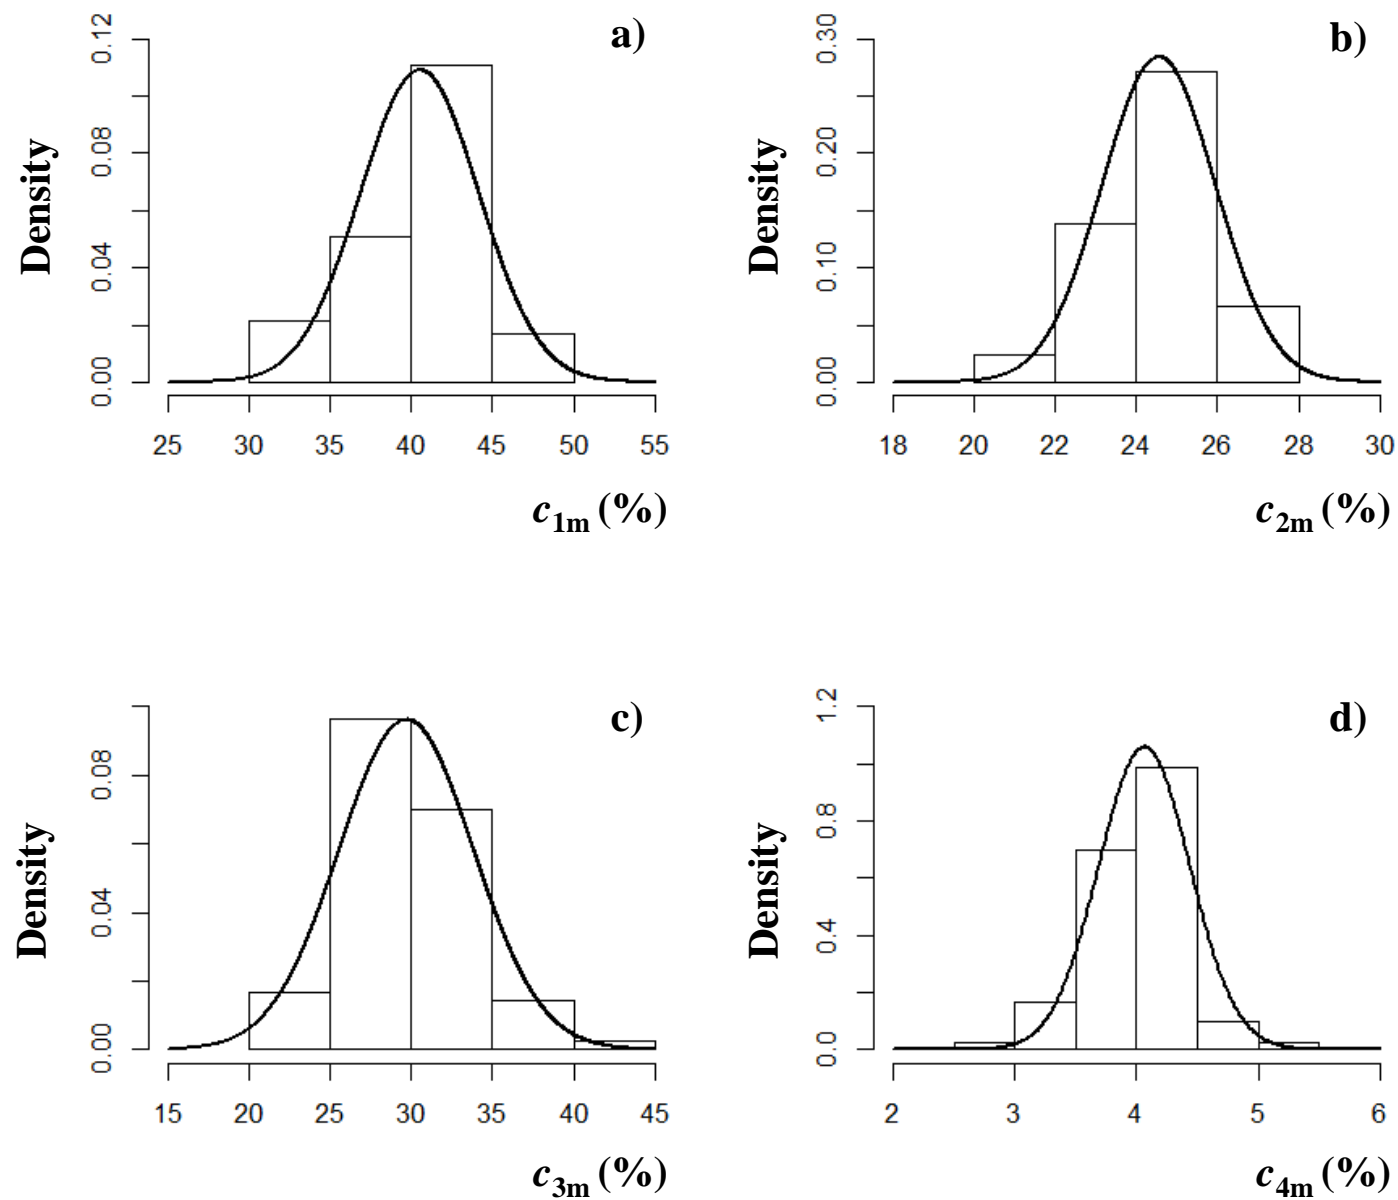 a)
Density
0.00 0.04 0.08 0.12
25 30 35 40 45 50 55
c1m (%)
b)
Density
0.00 0.10 0.20 0.30
18 20 22 24 26 28 30
c2m (%)
c)
Density
0.00 0.04 0.08
15 20 25 30 35 40 45
c3m (%)
d)
Density
0.0 0.4 0.8 1.2
2 3 4 5 6
c4m (%)